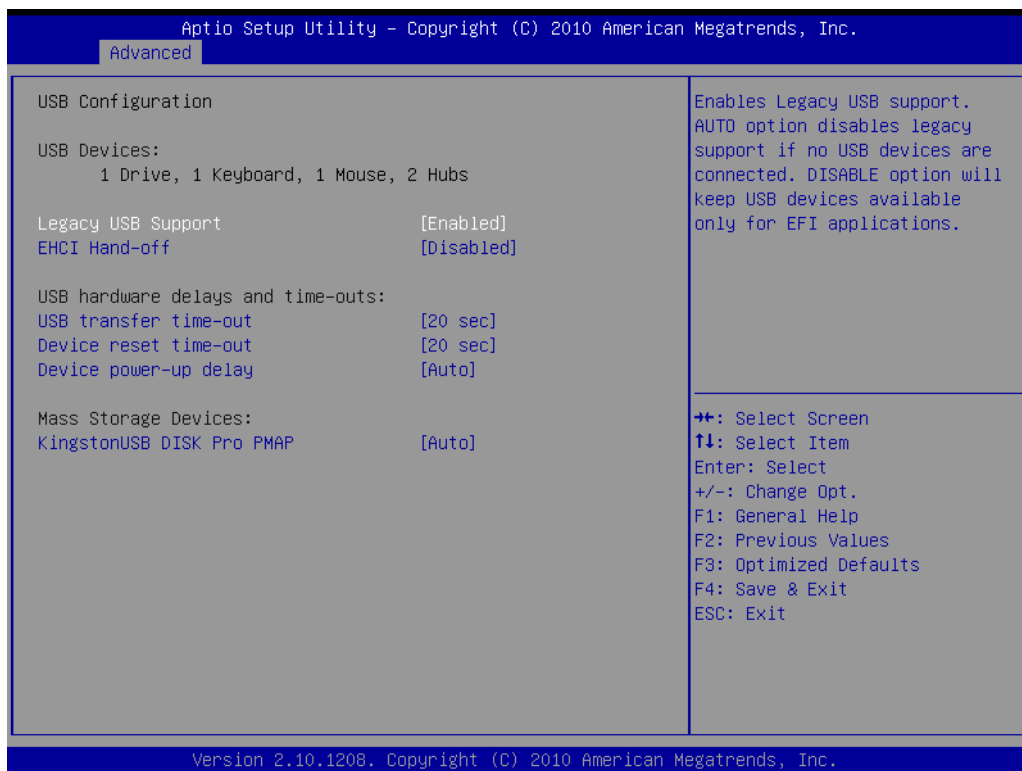 Aptio Setup Utility – Copyright (C) 2010 American Megatrends, Inc.
Advanced
USB Configuration
USB Devices:
1 Drive, 1 Keyboard, 1 Mouse, 2 Hubs
Legacy USB Support [Enabled]
EHCI Hand-off [Disabled]
USB hardware delays and time-outs:
USB transfer time-out [20 sec]
Device reset time-out [20 sec]
Device power-up delay [Auto]
Mass Storage Devices:
KingstonUSB DISK Pro PMAP [Auto]
Enables Legacy USB support.
AUTO option disables legacy
support if no USB devices are
connected. DISABLE option will
keep USB devices available
only for EFI applications.
→←: Select Screen
↑↓: Select Item
Enter: Select
+/-: Change Opt.
F1: General Help
F2: Previous Values
F3: Optimized Defaults
F4: Save & Exit
ESC: Exit
Version 2.10.1208. Copyright (C) 2010 American Megatrends, Inc.